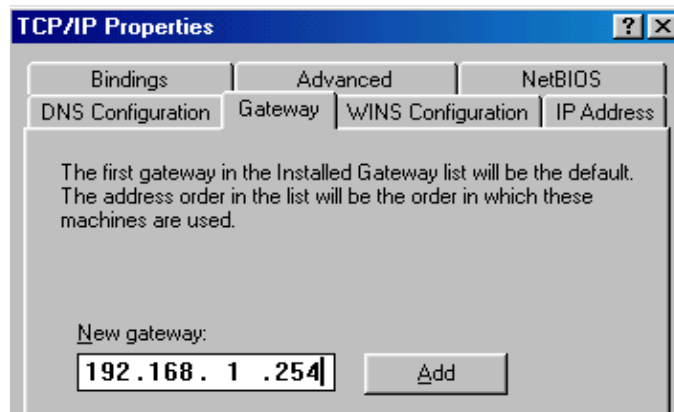 TCP/IP Properties
? ×
Bindings Advanced NetBIOS
DNS Configuration Gateway WINS Configuration IP Address
The first gateway in the Installed Gateway list will be the default.
The address order in the list will be the order in which these
machines are used.
New gateway:
192.168. 1 .254 Add